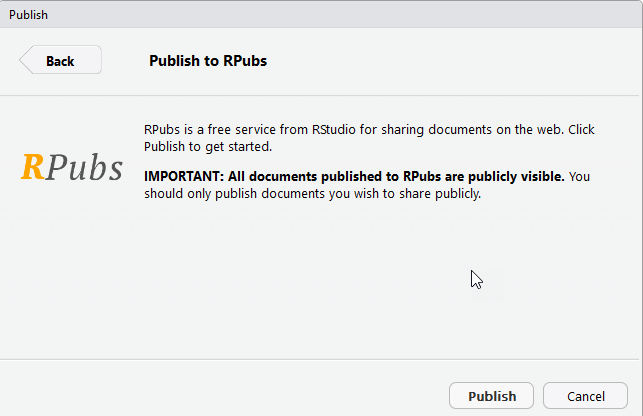 Publish
Back
Publish to RPubs
RPubs is a free service from RStudio for sharing documents on the web. Click
Publish to get started.
RPubs
IMPORTANT: All documents published to RPubs are publicly visible. You
should only publish documents you wish to share publicly.
Publish
Cancel